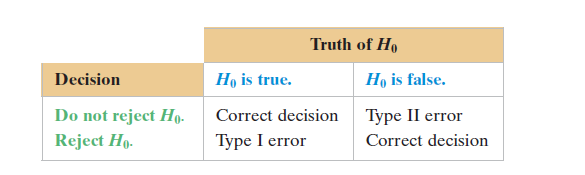 Truth of H₀
Decision H₀ is true. H₀ is false.
Do not reject H₀. Correct decision Type II error
Reject H₀. Type I error Correct decision